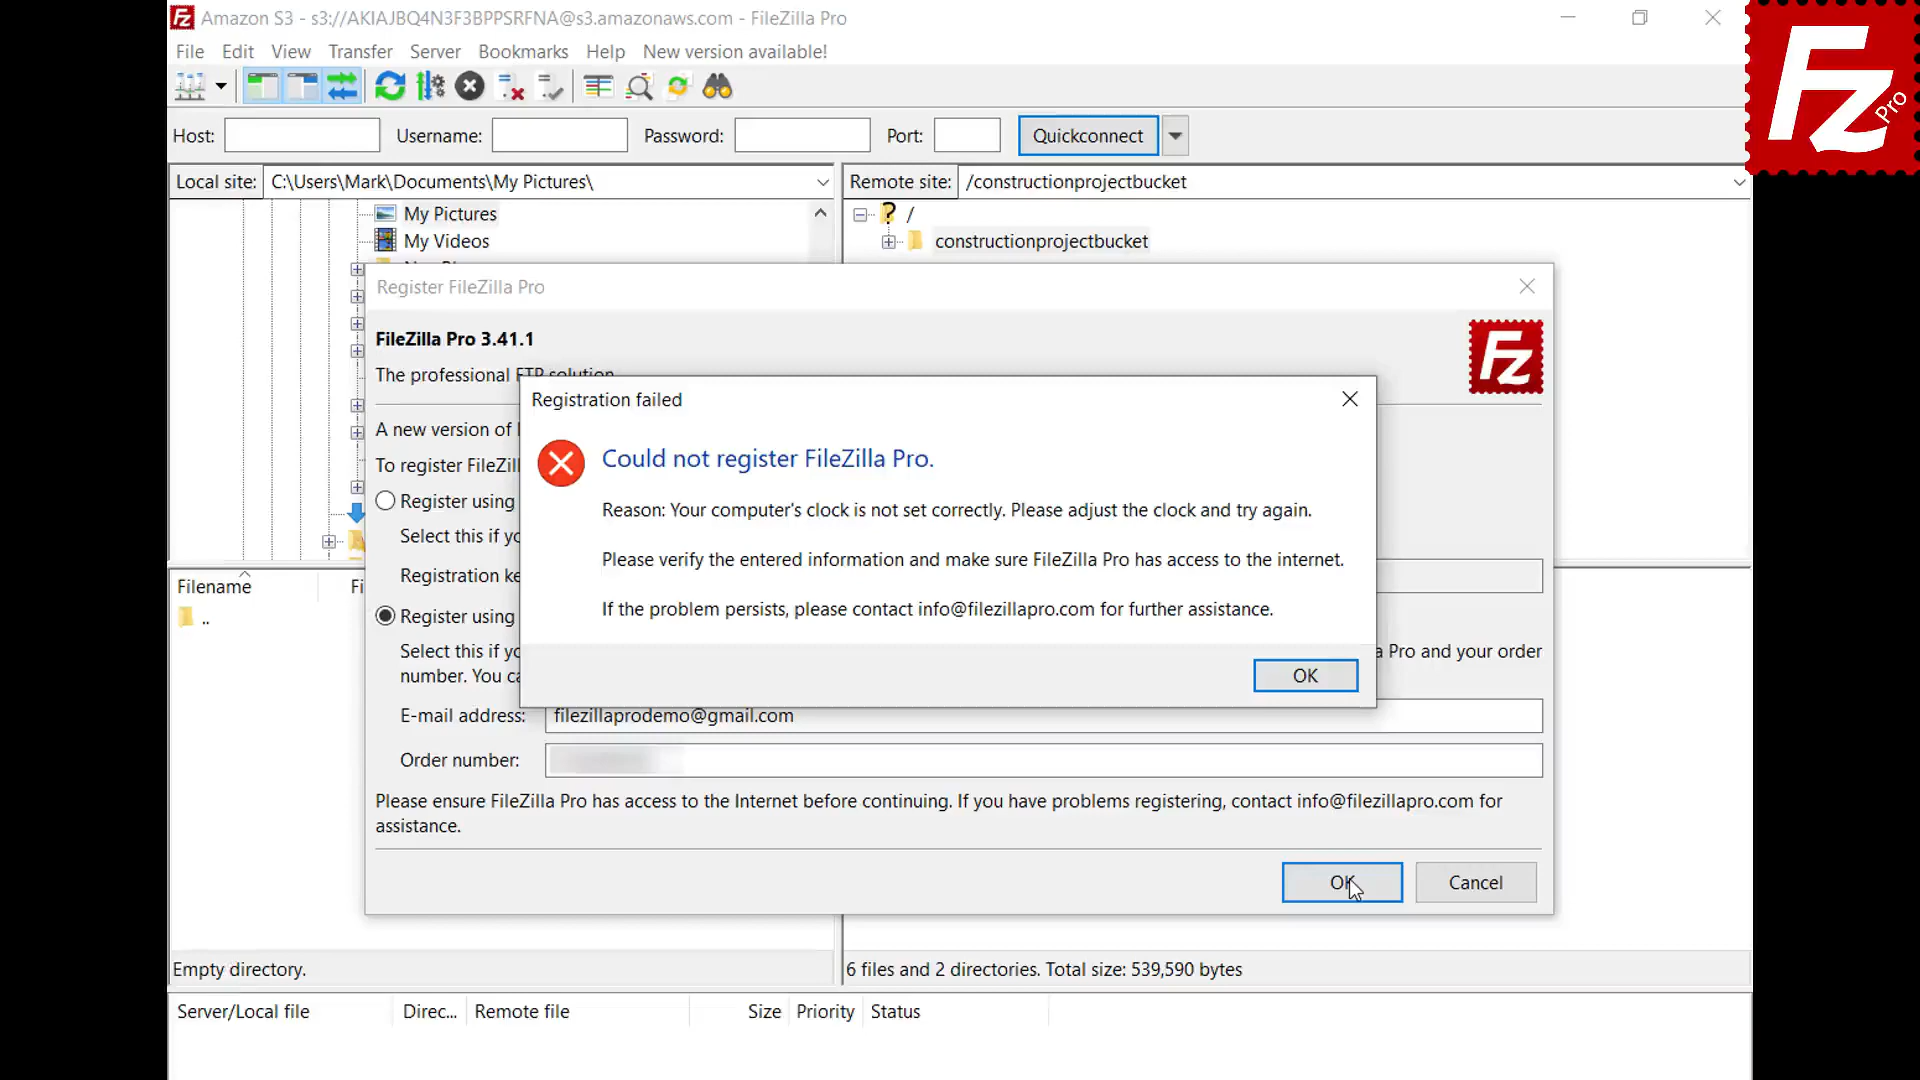 Amazon S3 - s3://AKIAJBQ4N3F3BPPSRFNA@s3.amazonaws.com - FileZilla Pro
File Edit View Transfer Server Bookmarks Help New version available!
Host: Username: Password: Port: Quickconnect
Local site: C:\Users\Mark\Documents\My Pictures\
Remote site: /constructionprojectbucket
My Pictures
My Videos
/
constructionprojectbucket
Register FileZilla Pro
FileZilla Pro 3.41.1
The professional FTP solution
A new version of
To register FileZill
Register using
Select this if yo
Registration ke
Register using
Select this if yo
a Pro and your order
number. You ca
Registration failed
Could not register FileZilla Pro.
Reason: Your computer's clock is not set correctly. Please adjust the clock and try again.
Please verify the entered information and make sure FileZilla Pro has access to the internet.
If the problem persists, please contact info@filezillapro.com for further assistance.
OK
E-mail address: filezillaprodemo@gmail.com
Order number:
Please ensure FileZilla Pro has access to the Internet before continuing. If you have problems registering, contact info@filezillapro.com for
assistance.
OK Cancel
Filename Fi
..
Empty directory.
6 files and 2 directories. Total size: 539,590 bytes
Server/Local file Direc... Remote file Size Priority Status
Fz Pro
Fz